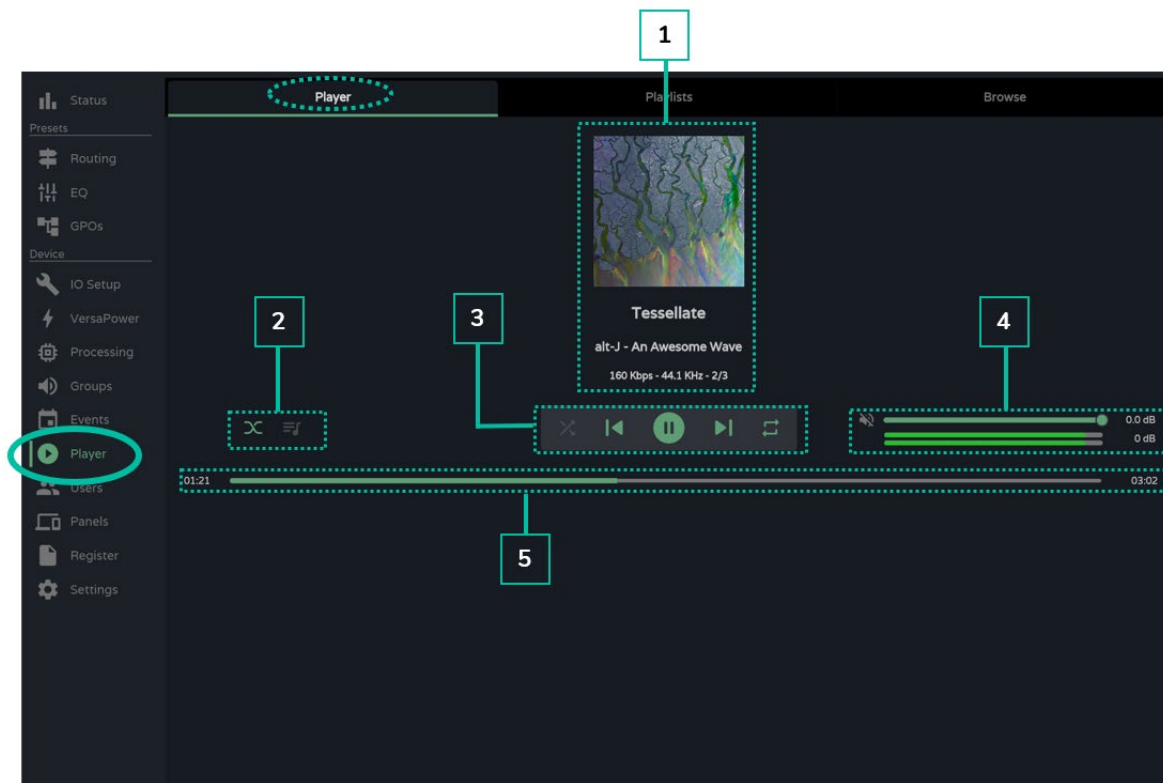 1
Status
Player
Playlists
Browse
Presets
Routing
EQ
GPOs
Device
IO Setup
VersaPower
Processing
Groups
Events
Player
Users
Panels
Register
Settings
Tessellate
alt-J - An Awesome Wave
160 Kbps - 44.1 KHz - 2/3
2
3
4
0.0 dB
0 dB
01:21
03:02
5